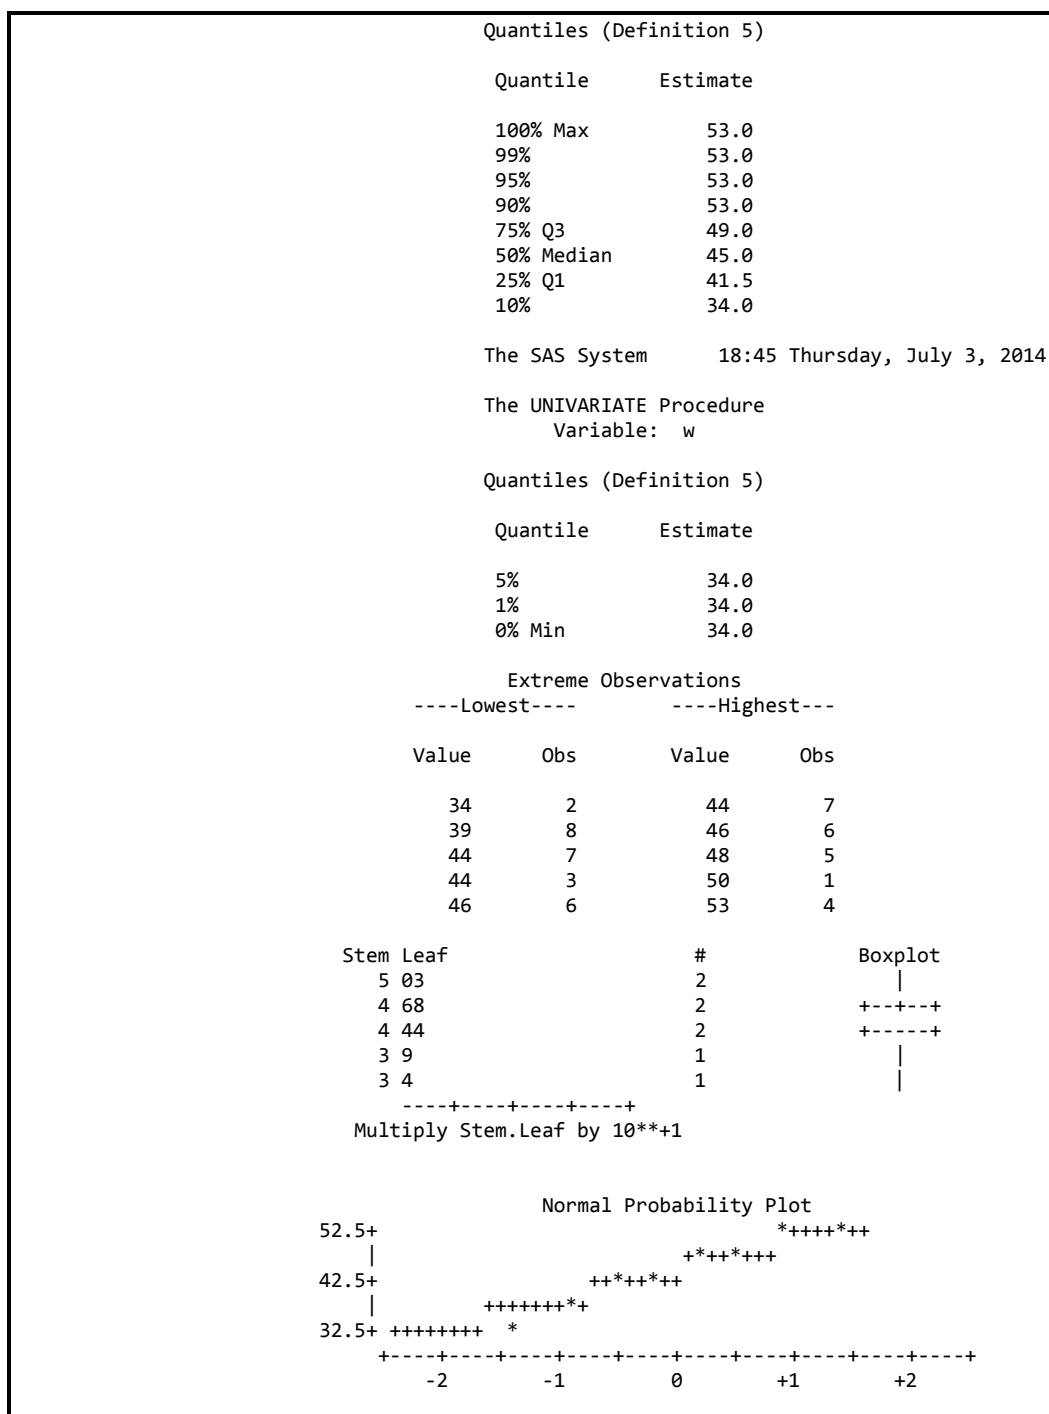 Quantiles (Definition 5)
Quantile Estimate
100% Max 53.0
99% 53.0
95% 53.0
90% 53.0
75% Q3 49.0
50% Median 45.0
25% Q1 41.5
10% 34.0
The SAS System 18:45 Thursday, July 3, 2014
The UNIVARIATE Procedure
Variable: w
Quantiles (Definition 5)
Quantile Estimate
5% 34.0
1% 34.0
0% Min 34.0
Extreme Observations
----Lowest---- ----Highest---
Value Obs Value Obs
34 2 44 7
39 8 46 6
44 7 48 5
44 3 50 1
46 6 53 4
Stem Leaf # Boxplot
5 03 2 |
4 68 2 +--+--+
4 44 2 +-----+
3 9 1 |
3 4 1 |
----+----+----+----+
Multiply Stem.Leaf by 10**+1
Normal Probability Plot
52.5+ *++++*++
| +*++*+++
42.5+ ++*++*++
| +++++++*+
32.5+ ++++++++ *
+----+----+----+----+----+----+----+----+----+----+
-2 -1 0 +1 +2